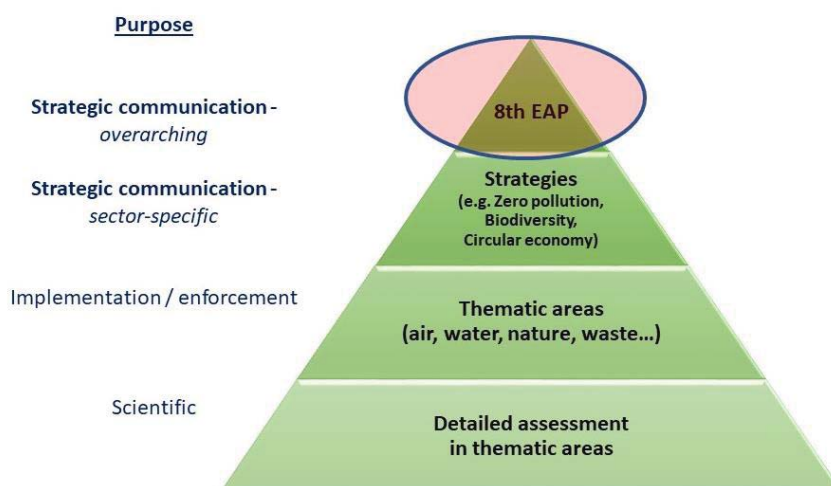 Purpose
8th EAP
Strategic communication -
overarching
Strategic communication -
sector-specific
Strategies
(e.g. Zero pollution,
Biodiversity,
Circular economy)
Implementation / enforcement
Thematic areas
(air, water, nature, waste...)
Scientific
Detailed assessment
in thematic areas